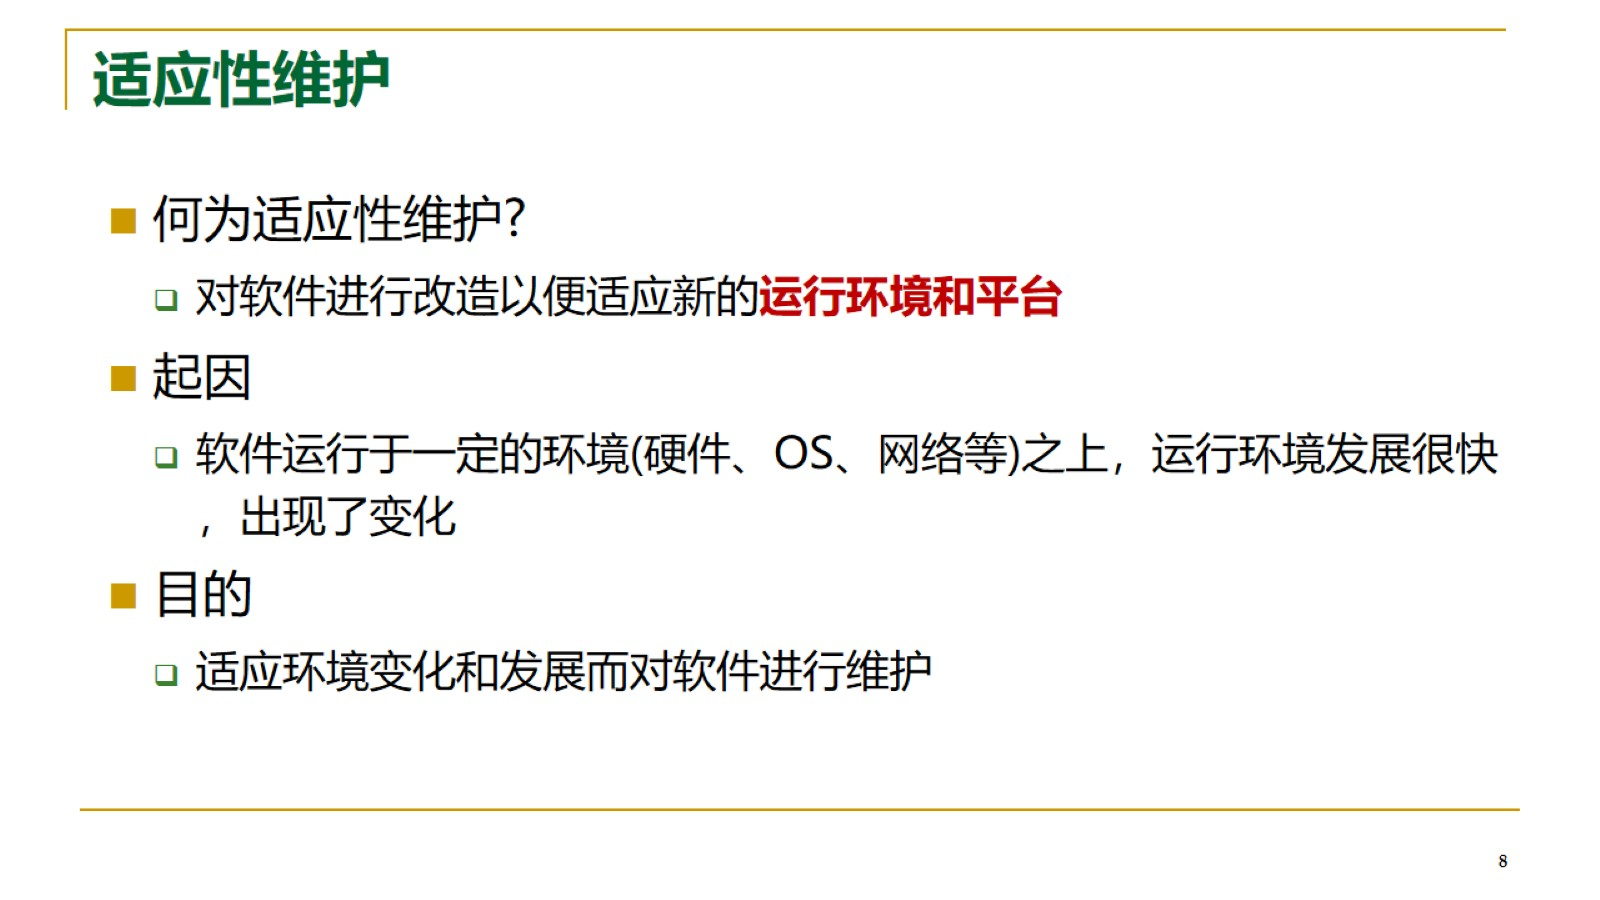 适应性维护
何为适应性维护?
对软件进行改造以便适应新的运行环境和平台
起因
软件运行于一定的环境(硬件、OS、网络等)之上，运行环境发展很快
，出现了变化
目的
适应环境变化和发展而对软件进行维护
8